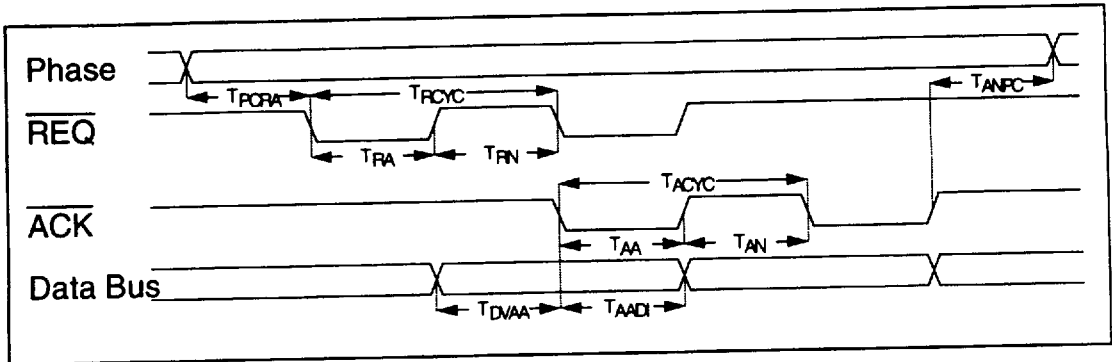 Phase
TPCRA
TRCYC
TANPC
REQ
TRA
TRN
TACYC
ACK
TAA
TAN
Data Bus
TDVAA
TAADI